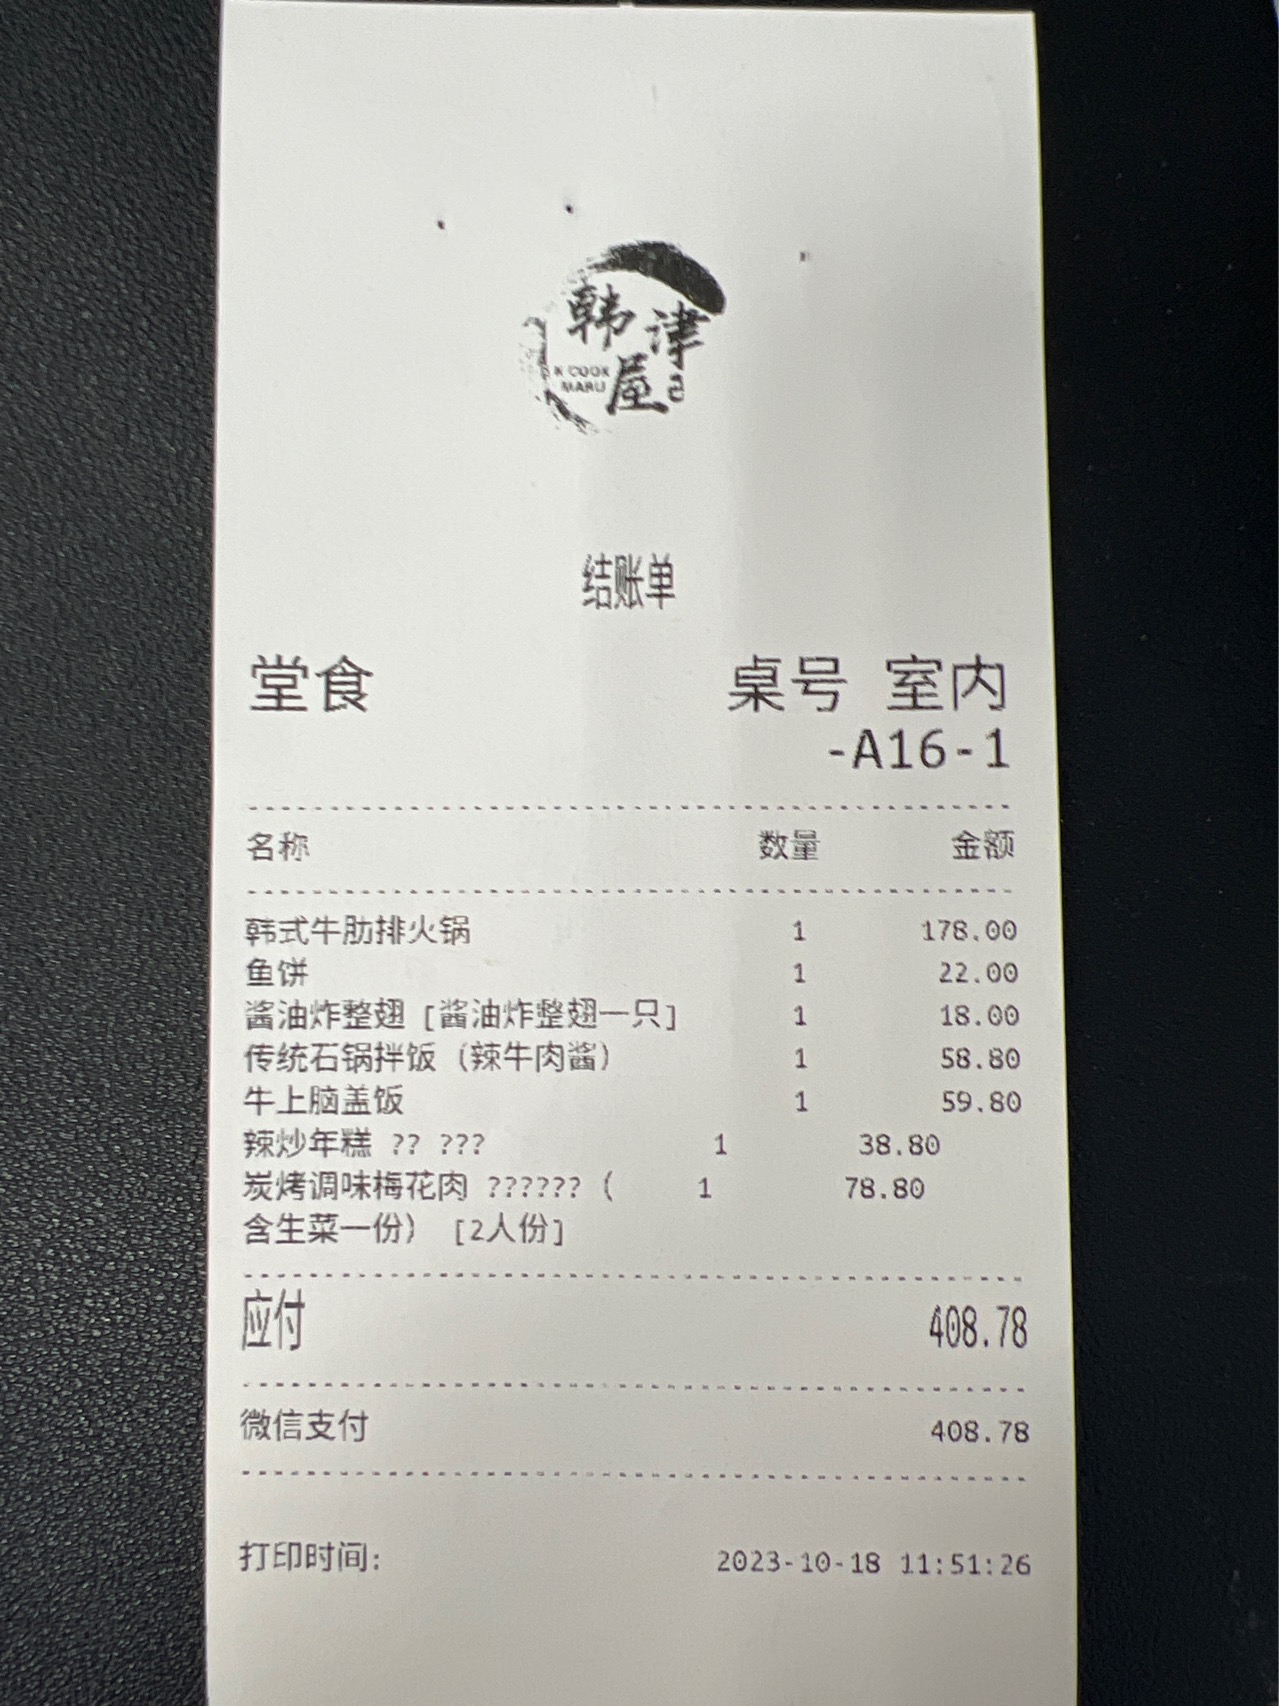 韩津
K COOK
MARU
屋
结账单
堂食 桌号 室内
-A16-1
名称 数量 金额
韩式牛肋排火锅 1 178.00
鱼饼 1 22.00
酱油炸整翅 [酱油炸整翅一只] 1 18.00
传统石锅拌饭 (辣牛肉酱) 1 58.80
牛上脑盖饭 1 59.80
辣炒年糕 ?? ??? 1 38.80
炭烤调味梅花肉 ?????? ( 1 78.80
含生菜一份) [2人份]
应付 408.78
微信支付 408.78
打印时间: 2023-10-18 11:51:26